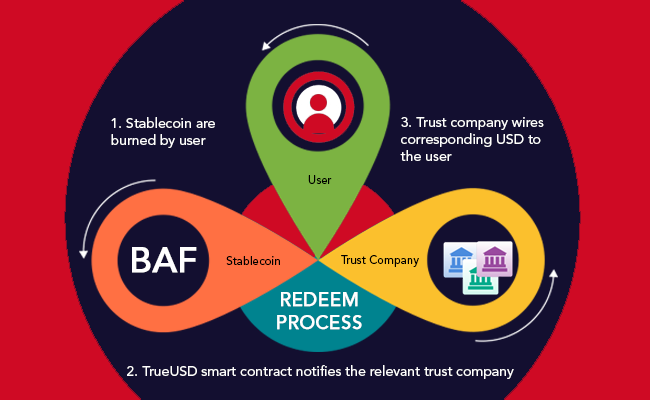 1. Stablecoin are
burned by user
3. Trust company wires
corresponding USD to
the user
User
BAF
Stablecoin
Trust Company
REDEEM
PROCESS
2. TrueUSD smart contract notifies the relevant trust company